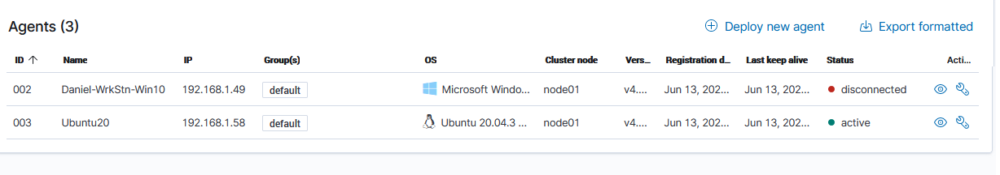 Agents (3)
Deploy new agent
Export formatted
ID Name IP Group(s) OS Cluster node Vers... Registration d... Last keep alive Status Acti...
002 Daniel-WrkStn-Win10 192.168.1.49 default Microsoft Windo... node01 v4.... Jun 13, 202... Jun 13, 202... disconnected
003 Ubuntu20 192.168.1.58 default Ubuntu 20.04.3 ... node01 v4.... Jun 13, 202... Jun 13, 202... active